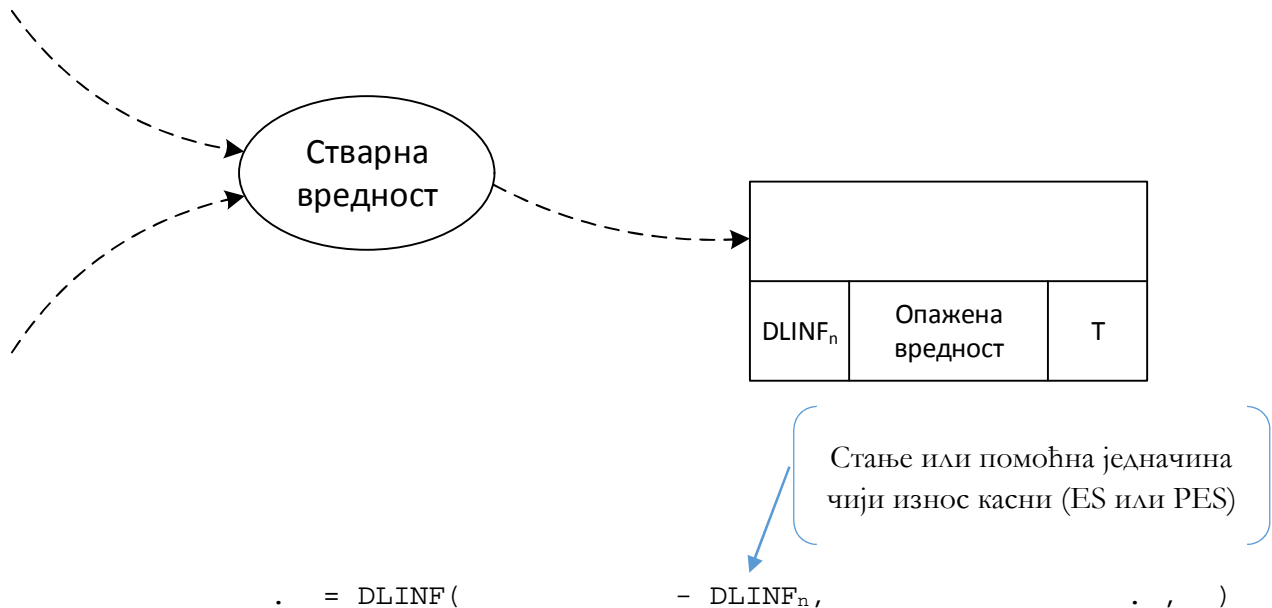 Стварна
вредност
DLINFₙ
Опажена
вредност
T
Стање или помоћна једначина
чији износ касни (ES или PES)
. = DLINF( - DLINFₙ, . , )